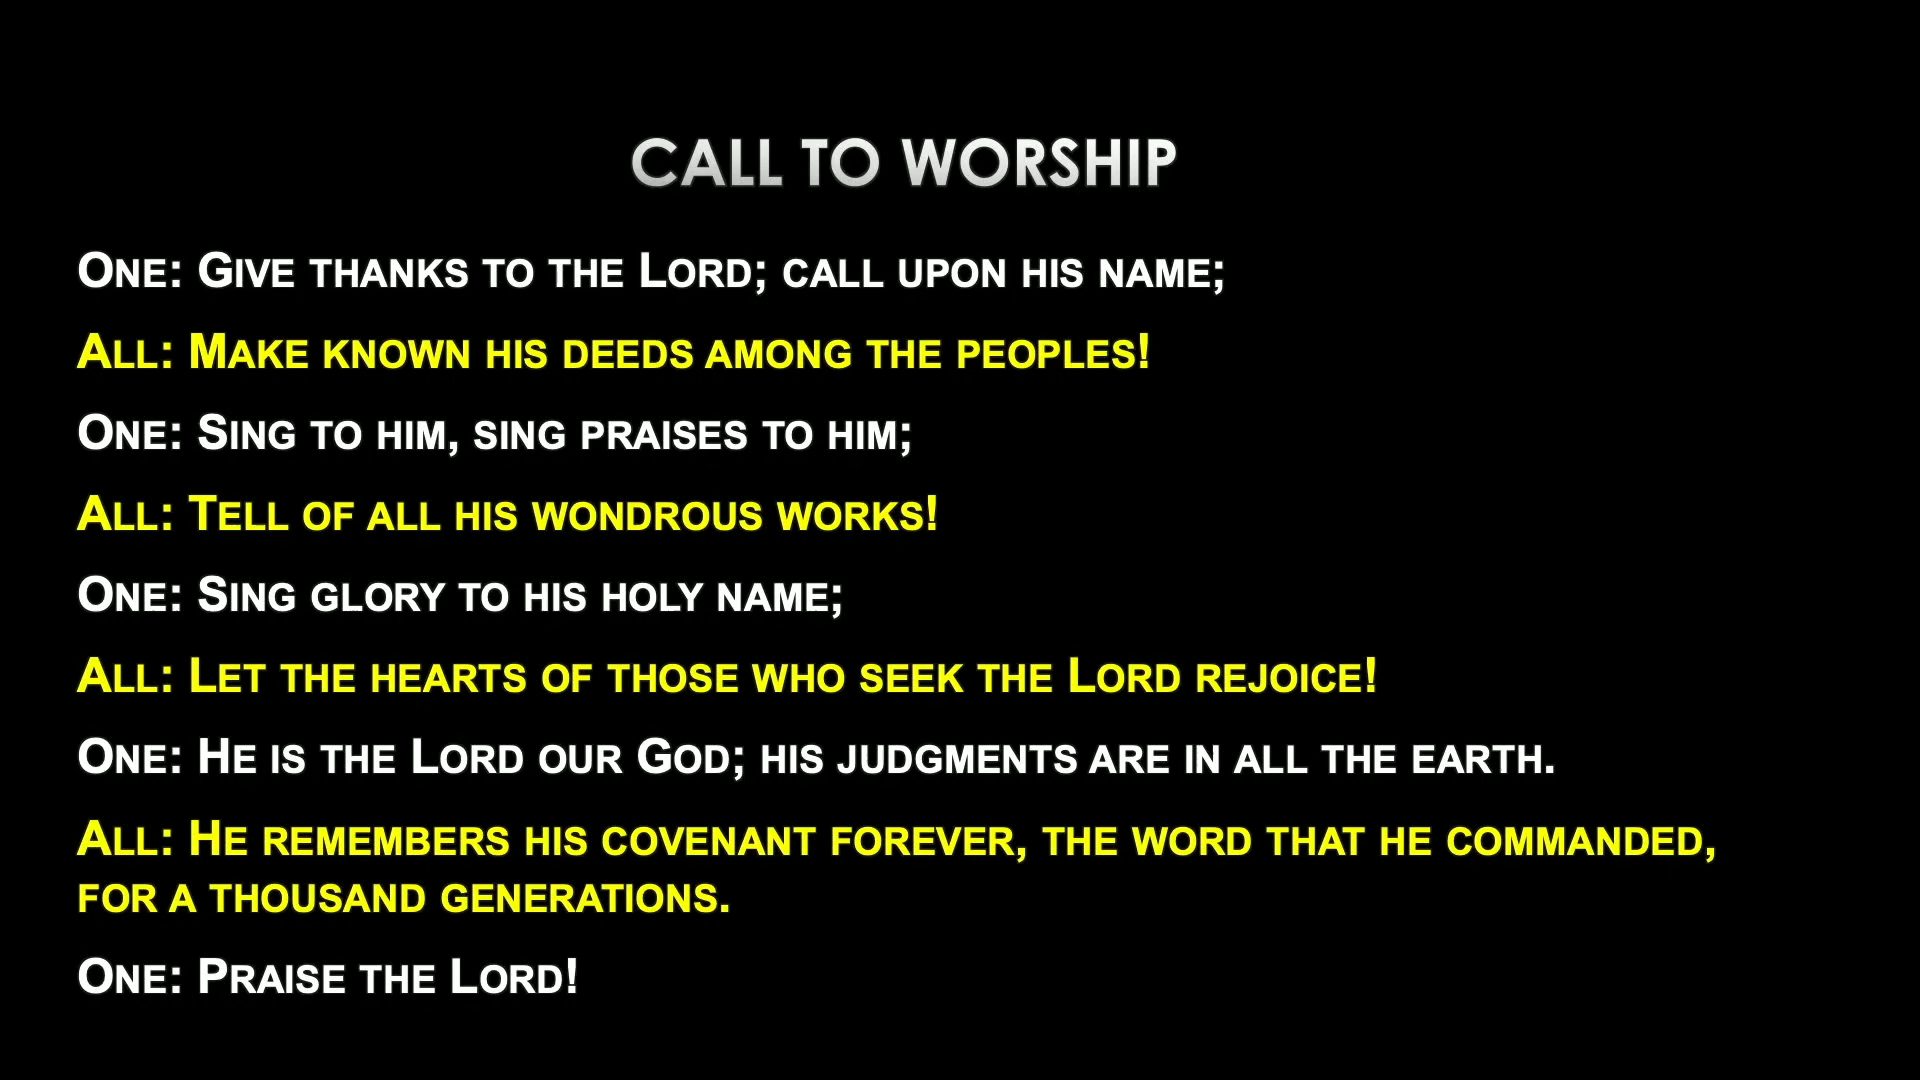 CALL TO WORSHIP
One: Give thanks to the Lord; call upon his name;
All: Make known his deeds among the peoples!
One: Sing to him, sing praises to him;
All: Tell of all his wondrous works!
One: Sing glory to his holy name;
All: Let the hearts of those who seek the Lord rejoice!
One: He is the Lord our God; his judgments are in all the earth.
All: He remembers his covenant forever, the word that he commanded,
for a thousand generations.
One: Praise the Lord!